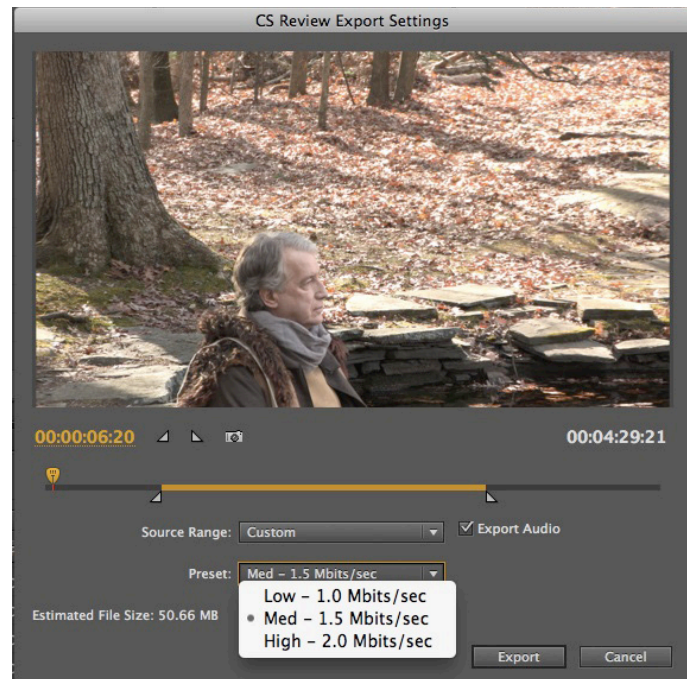 CS Review Export Settings
00:00:06:20
00:04:29:21
Source Range: Custom
Export Audio
Preset: Med – 1.5 Mbits/sec
Low – 1.0 Mbits/sec
Med – 1.5 Mbits/sec
High – 2.0 Mbits/sec
Estimated File Size: 50.66 MB
Export
Cancel